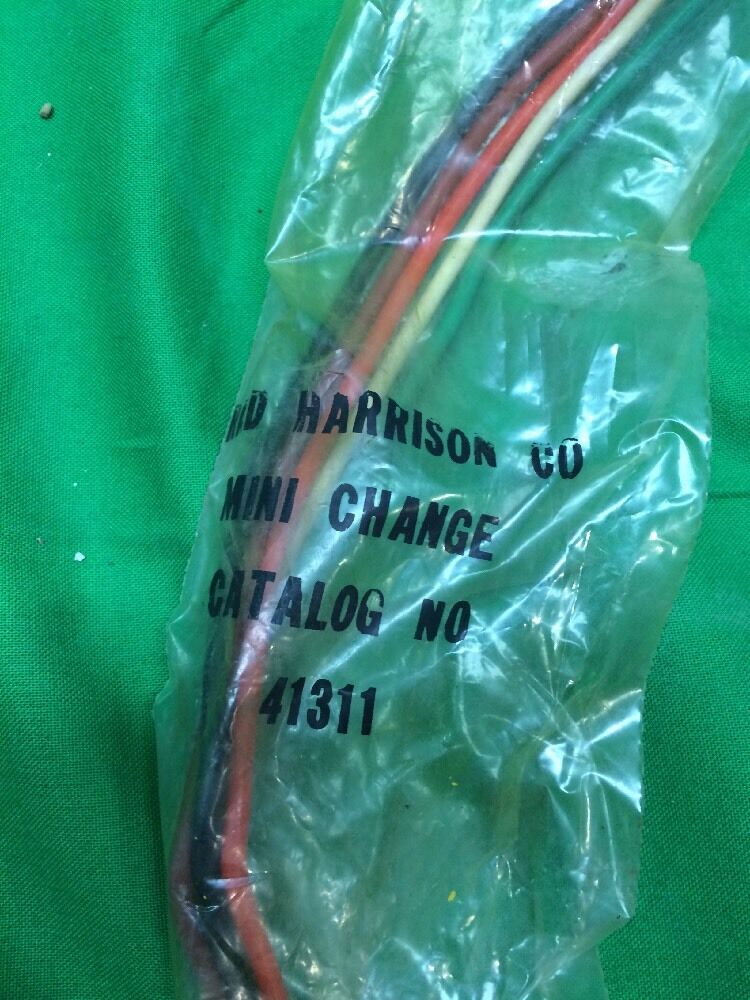 HARRISON CO
MINI CHANGE
CATALOG NO
41311